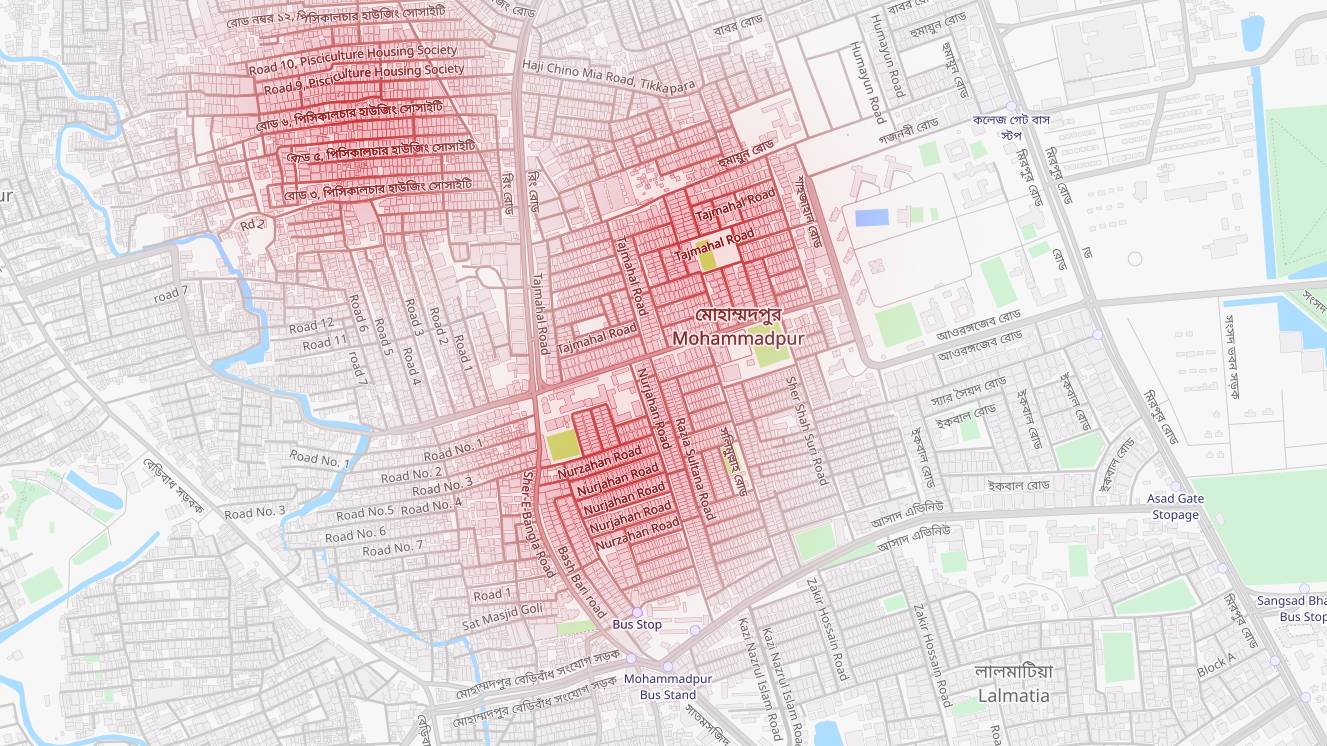 রোড নম্বর ১২, পিসিকালচার হাউজিং সোসাইটি
Road 10, Pisciculture Housing Society
Road 9, Pisciculture Housing Society
রোড ৬, পিসিকালচার হাউজিং সোসাইটি
রোড ৫, পিসিকালচার হাউজিং সোসাইটি
রোড ৩, পিসিকালচার হাউজিং সোসাইটি
Rd 2
রিং রোড
রিং রোড
Haji Chino Mia Road, Tikkapara
বাবর রোড
হুমায়ুন রোড
হুমায়ুন রোড
Humayun Road
Humayun Road
গজনবী রোড
কলেজ গেট বাস
স্টপ
মিরপুর রোড
মিরপুর রোড
হুমায়ুন রোড
শাহজাহান রোড
Tajmahal Road
Tajmahal Road
Tajmahal Road
Tajmahal Road
Tajmahal Road
মোহাম্মদপুর
Mohammadpur
road 7
Road 12
Road 11
road 7
Road 6
Road 5
Road 4
Road 3
Road 2
Road 1
আওরঙ্গজেব রোড
আওরঙ্গজেব রোড
সংসদ ভবন সড়ক
স্যার সৈয়দ রোড
ইকবাল রোড
ইকবাল রোড
ইকবাল রোড
ইকবাল রোড
ইকবাল রোড
মিরপুর রোড
Sher Shah Suri Road
Nurjahan Road
Razia Sultana Road
সলিমুল্লাহ রোড
Road No. 1
Road No. 2
Road No. 3
Road No. 4
Road No.5
Road No. 6
Road No. 7
Road No. 1
Road No. 3
বেড়িবাঁধ সড়ক
Nurzahan Road
Nurjahan Road
Nurjahan Road
Nurjahan Road
Nurzahan Road
Sher-E-Bangla Road
Bash Bari road
Road 1
Sat Masjid Goli
আসাদ এভিনিউ
আসাদ এভিনিউ
Asad Gate
Stopage
Sangsad Bha
Bus Stop
মিরপুর রোড
Bus Stop
Mohammadpur
Bus Stand
মোহাম্মদপুর বেড়িবাঁধ সংযোগ সড়ক
মোহাম্মদপুর বেড়িবাঁধ সংযোগ সড়ক
Zakir Hossain Road
Zakir Hossain Road
Kazi Nazrul Islam Road
Kazi Nazrul Islam Road
লালমাটিয়া
Lalmatia
Block A